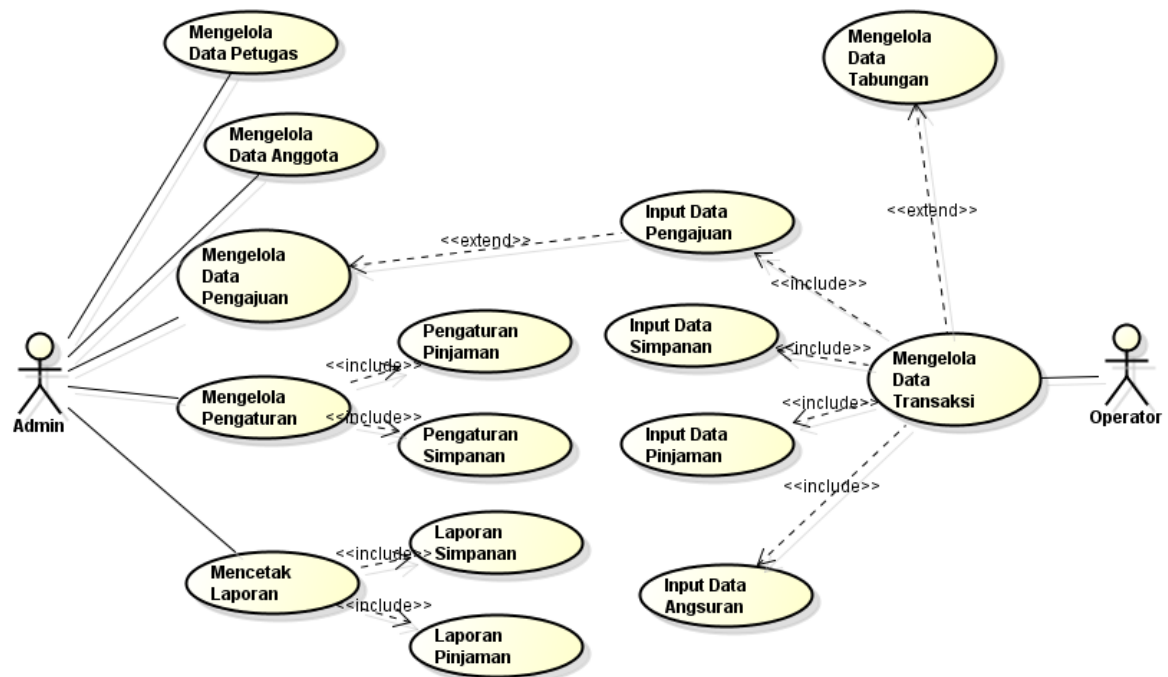 Mengelola
Data Petugas
Mengelola
Data
Tabungan
Mengelola
Data Anggota
Input Data
Pengajuan
<<extend>>
<<extend>>
Mengelola
Data
Pengajuan
<<include>>
Pengaturan
Pinjaman
Input Data
Simpanan
<<include>>
Mengelola
Data
Transaksi
<<include>>
Mengelola
Pengaturan
<<include>>
<<include>>
Admin
Operator
Pengaturan
Simpanan
Input Data
Pinjaman
<<include>>
Laporan
Simpanan
<<include>>
Mencetak
Laporan
Input Data
Angsuran
<<include>>
Laporan
Pinjaman